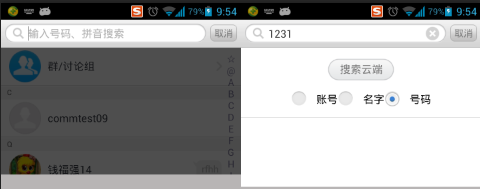 79% 9:54
输入号码、拼音搜索 取消
群/讨论组
C
commtest09
Q
钱福强14
☆
@
A
B
C
D
E
F
G
H
I
79% 9:54
1231 取消
搜索云端
账号 名字 号码